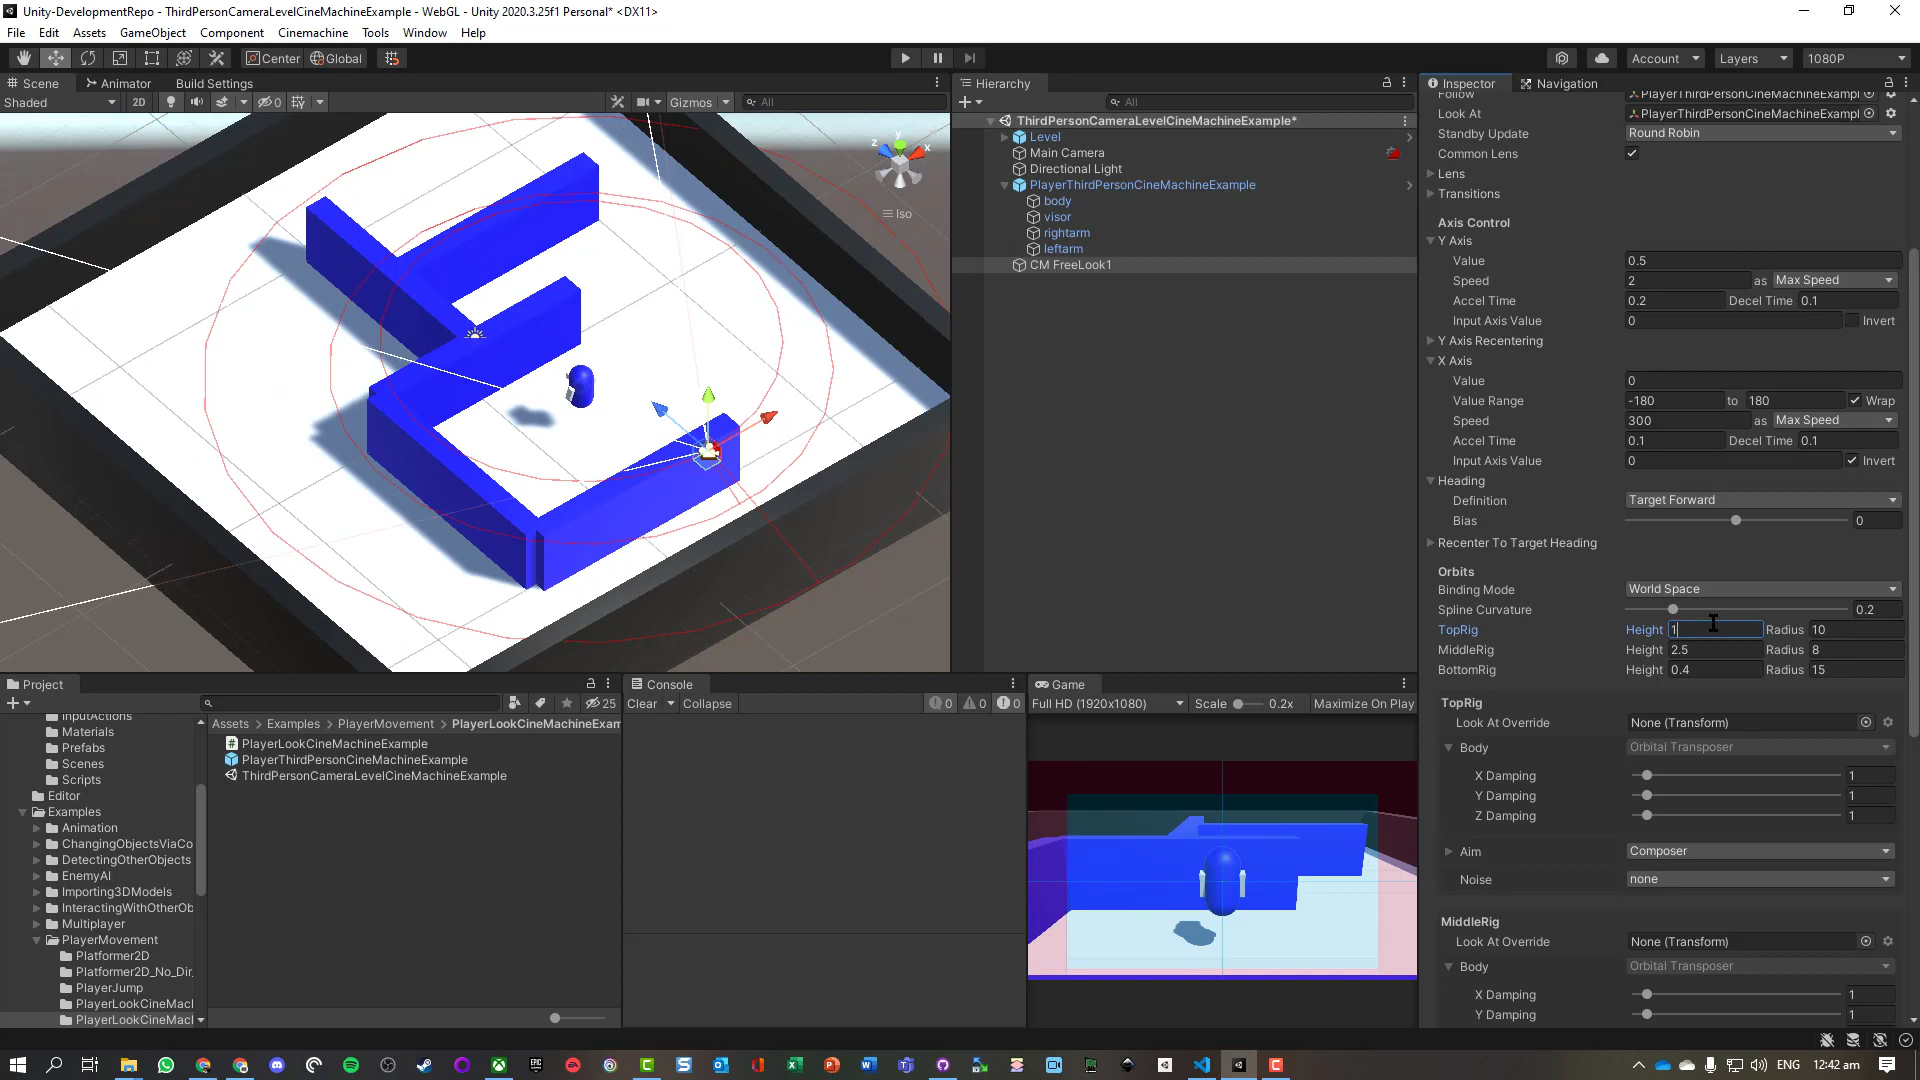 Unity-DevelopmentRepo - ThirdPersonCameraLevelCineMachineExample - WebGL - Unity 2020.3.25f1 Personal* <DX11>
File Edit Assets GameObject Component Cinemachine Tools Window Help
Center Global Account Layers 1080P
Scene Animator Build Settings
Shaded 2D 0 Gizmos All
y
z x
Iso
Hierarchy
All
ThirdPersonCameraLevelCineMachineExample*
Level
Main Camera
Directional Light
PlayerThirdPersonCineMachineExample
body
visor
rightarm
leftarm
CM FreeLook1
Inspector Navigation
Follow PlayerThirdPersonCineMachineExampl
Look At PlayerThirdPersonCineMachineExampl
Standby Update Round Robin
Common Lens
Lens
Transitions
Axis Control
Y Axis
Value 0.5
Speed 2 as Max Speed
Accel Time 0.2 Decel Time 0.1
Input Axis Value 0 Invert
Y Axis Recentering
X Axis
Value 0
Value Range -180 to 180 Wrap
Speed 300 as Max Speed
Accel Time 0.1 Decel Time 0.1
Input Axis Value 0 Invert
Heading
Definition Target Forward
Bias 0
Recenter To Target Heading
Orbits
Binding Mode World Space
Spline Curvature 0.2
TopRig Height 1 Radius 10
MiddleRig Height 2.5 Radius 8
BottomRig Height 0.4 Radius 15
TopRig
Look At Override None (Transform)
Body Orbital Transposer
X Damping 1
Y Damping 1
Z Damping 1
Aim Composer
Noise none
MiddleRig
Look At Override None (Transform)
Body Orbital Transposer
X Damping 1
Y Damping 1
Project
25
InputActions
Materials
Prefabs
Scenes
Scripts
Editor
Examples
Animation
ChangingObjectsViaCo
DetectingOtherObjects
EnemyAI
Importing3DModels
InteractingWithOtherOb
Multiplayer
PlayerMovement
Platformer2D
Platformer2D_No_Dir
PlayerJump
PlayerLookCineMacl
PlayerLookCineMacl
Assets > Examples > PlayerMovement > PlayerLookCineMachineExam
PlayerLookCineMachineExample
PlayerThirdPersonCineMachineExample
ThirdPersonCameraLevelCineMachineExample
Console
Clear Collapse 0 0 0
Game
Full HD (1920x1080) Scale 0.2x Maximize On Play
ENG 12:42 am